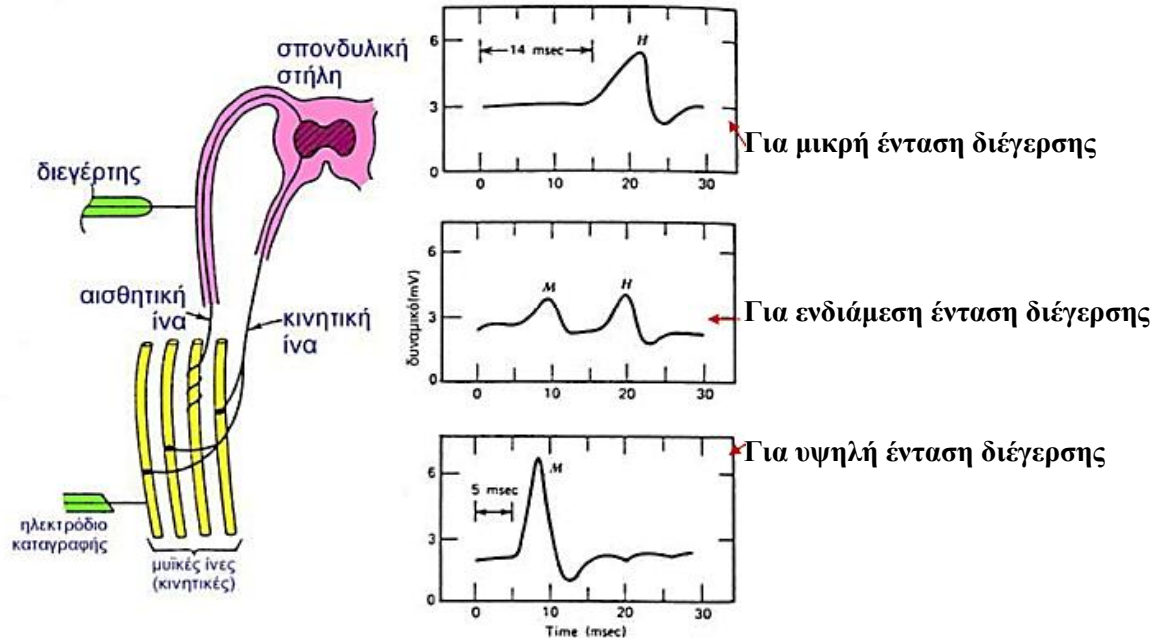 σπονδυλική
στήλη
διεγέρτης
αισθητική
ίνα
κινητική
ίνα
ηλεκτρόδιο
καταγραφής
μυϊκές ίνες
(κινητικές)
6
3
0
14 msec
H
0 10 20 30
Για μικρή ένταση διέγερσης
δυναμικό(mV)
6
3
0
M H
0 10 20 30
Για ενδιάμεση ένταση διέγερσης
6
3
0
5 msec
M
0 10 20 30
Time (msec)
Για υψηλή ένταση διέγερσης